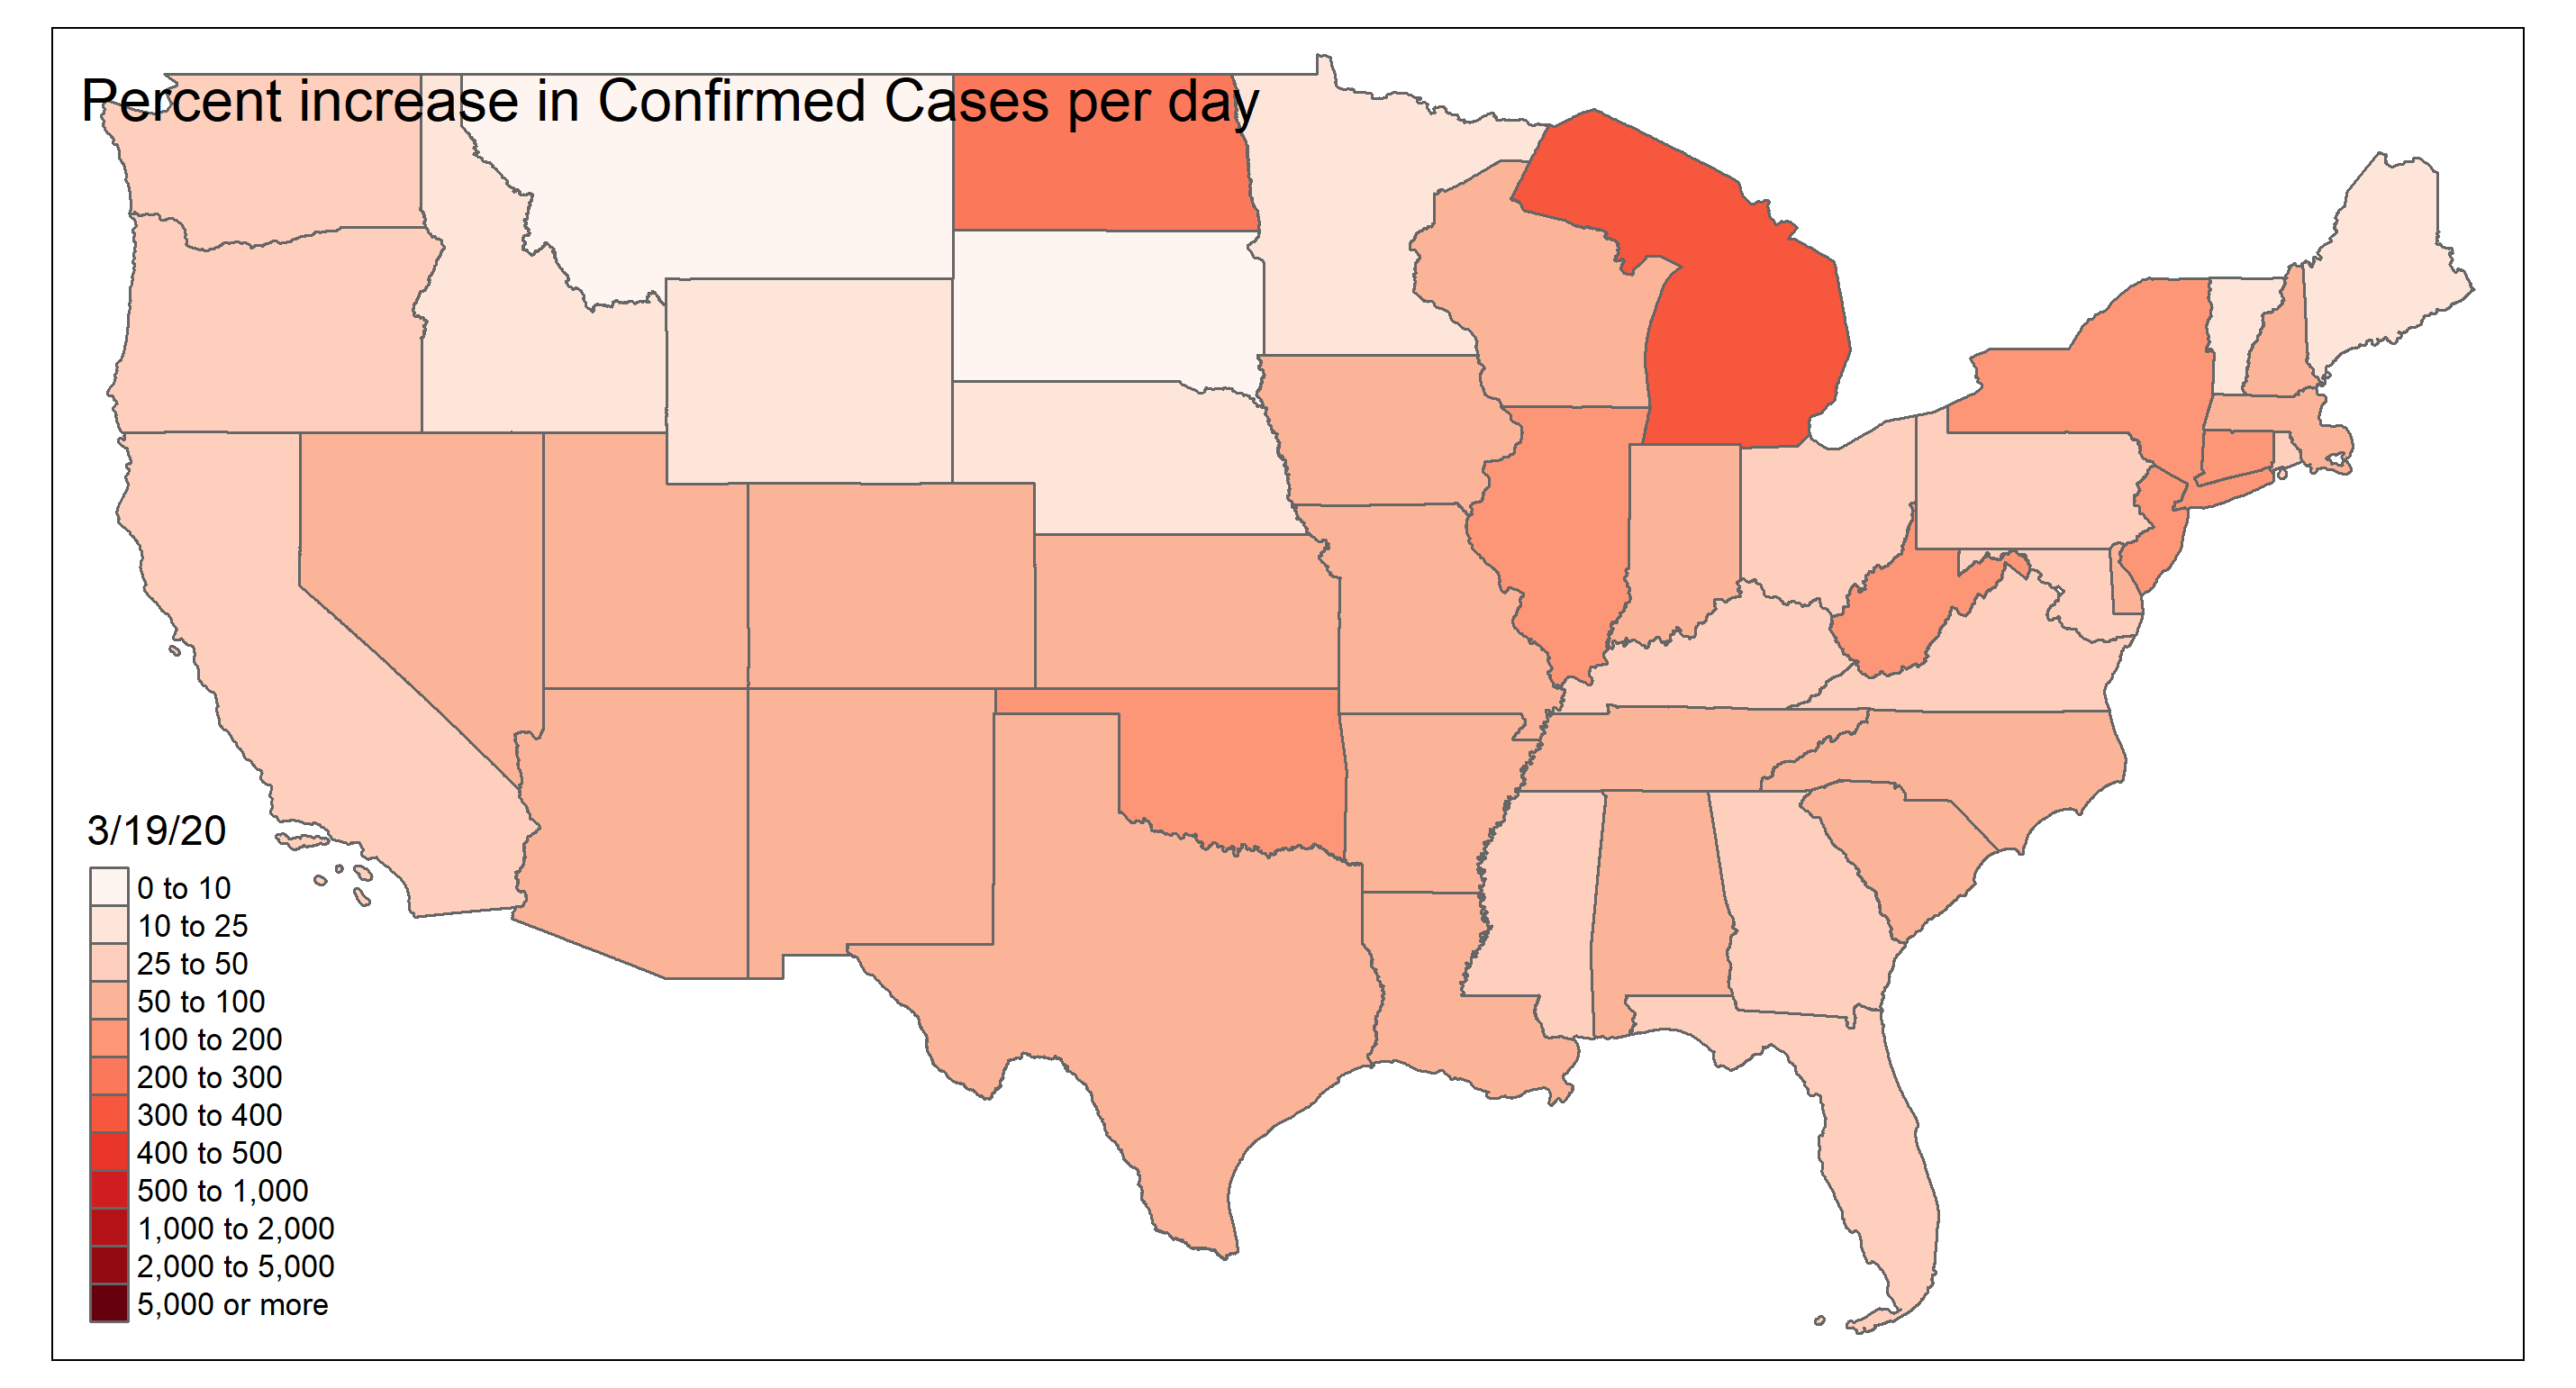 Percent increase in Confirmed Cases per day
3/19/20
0 to 10
10 to 25
25 to 50
50 to 100
100 to 200
200 to 300
300 to 400
400 to 500
500 to 1,000
1,000 to 2,000
2,000 to 5,000
5,000 or more